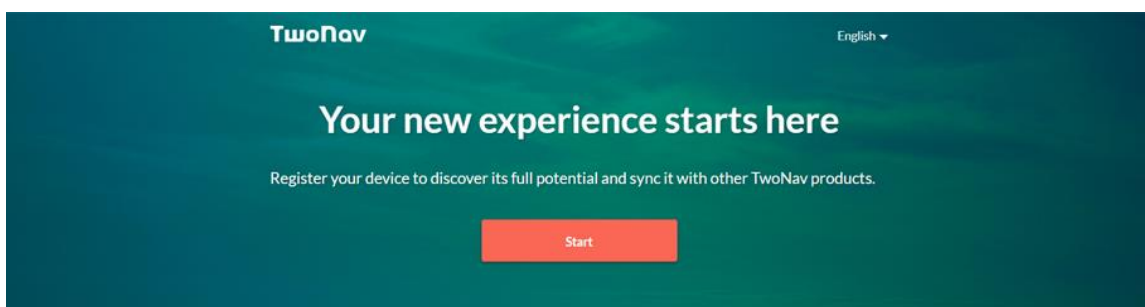 TwoNav
English
Your new experience starts here
Register your device to discover its full potential and sync it with other TwoNav products.
Start